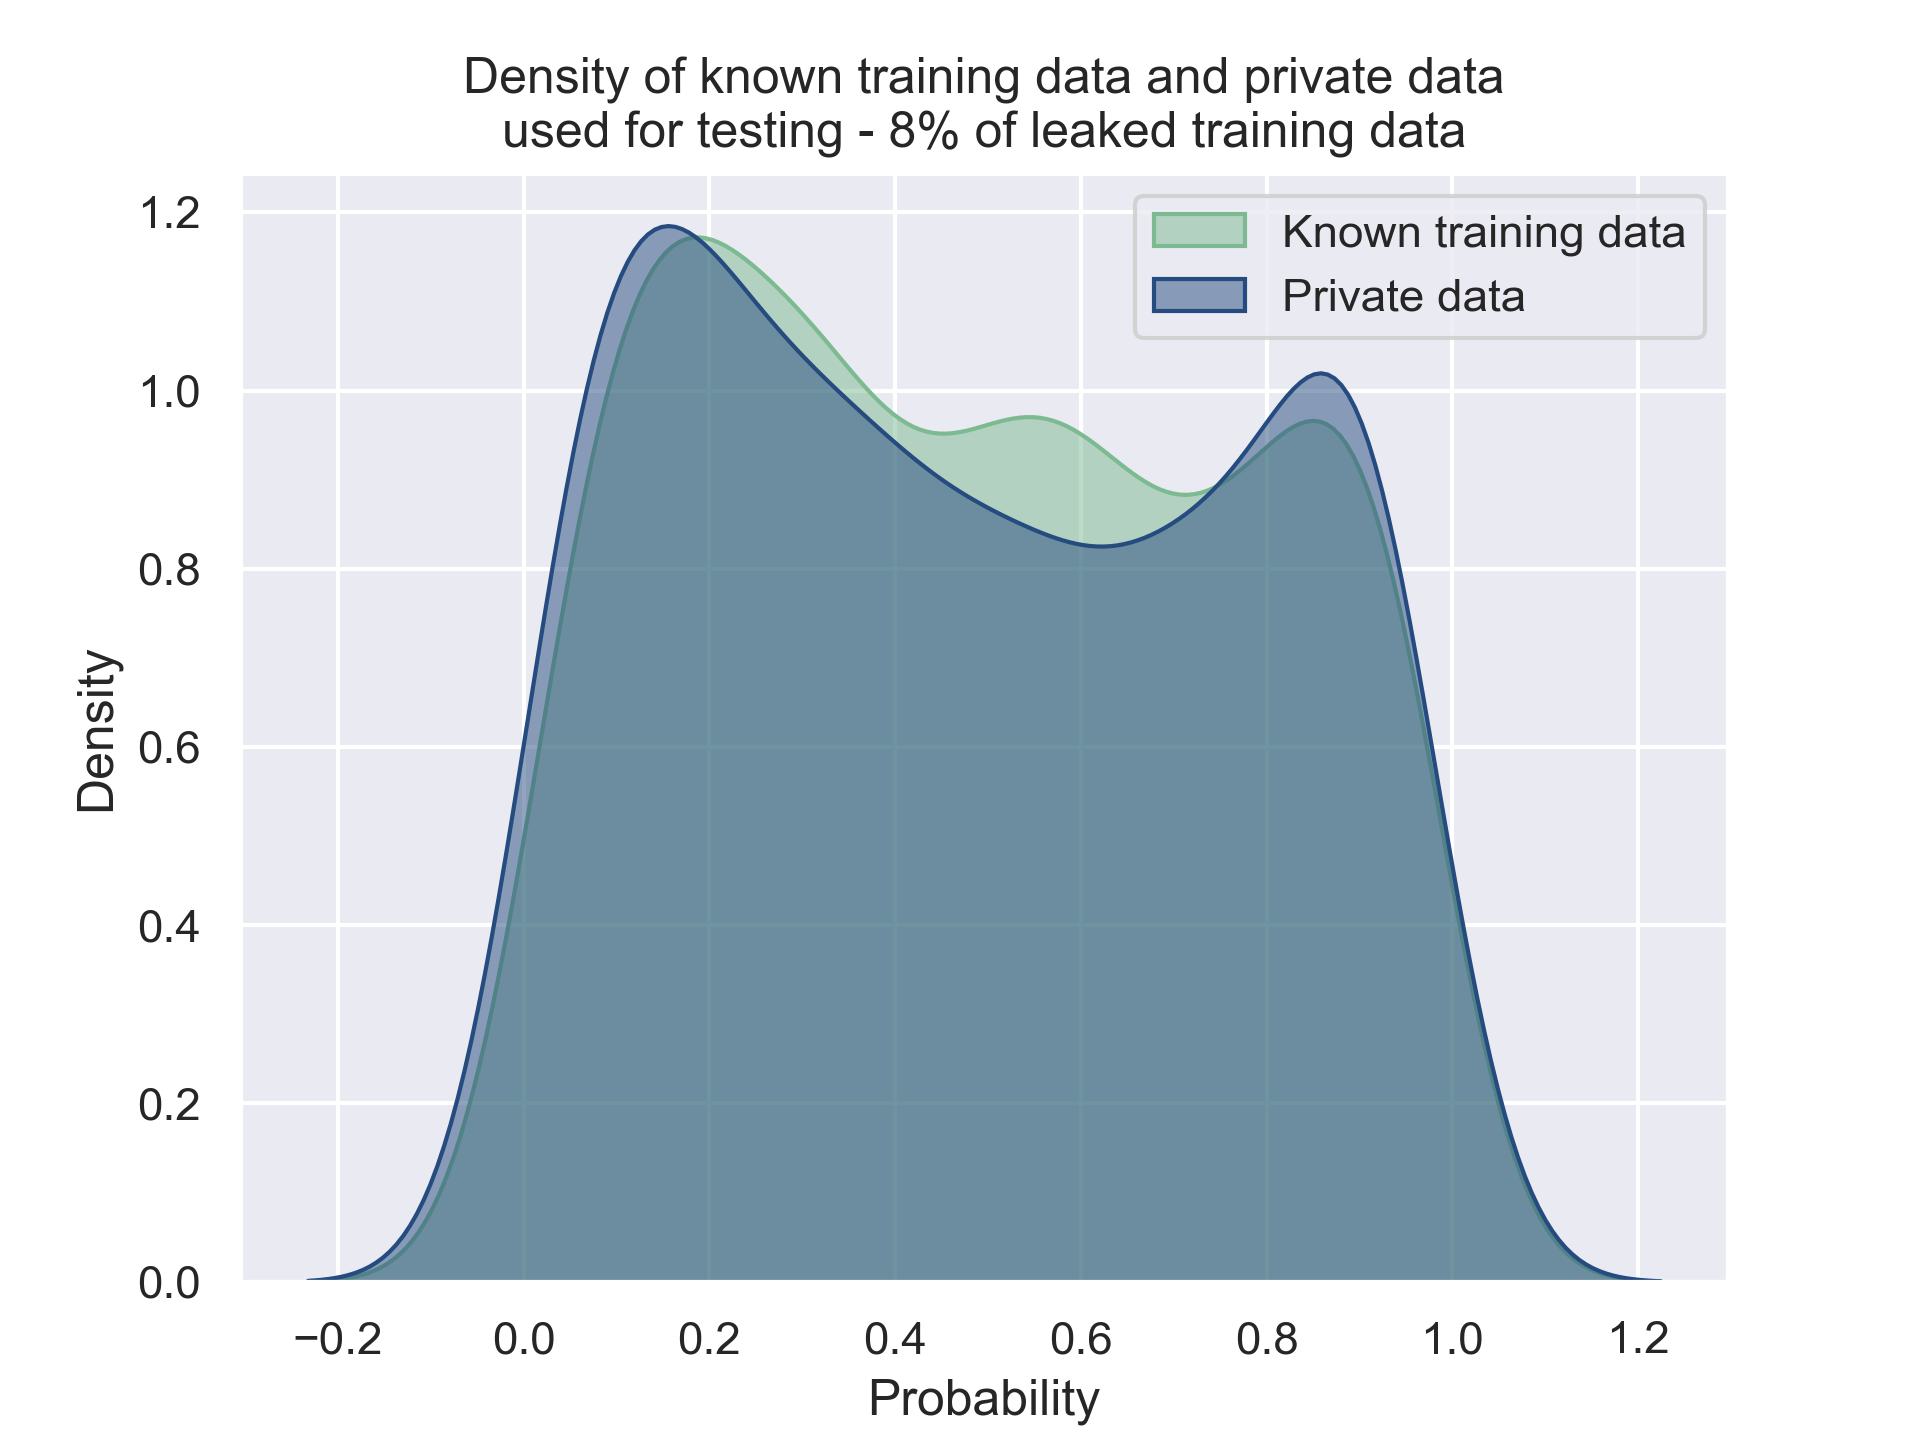 Density of known training data and private data
used for testing - 8% of leaked training data
Known training data
Private data
1.2
1.0
0.8
0.6
0.4
0.2
0.0
Density
−0.2 0.0 0.2 0.4 0.6 0.8 1.0 1.2
Probability